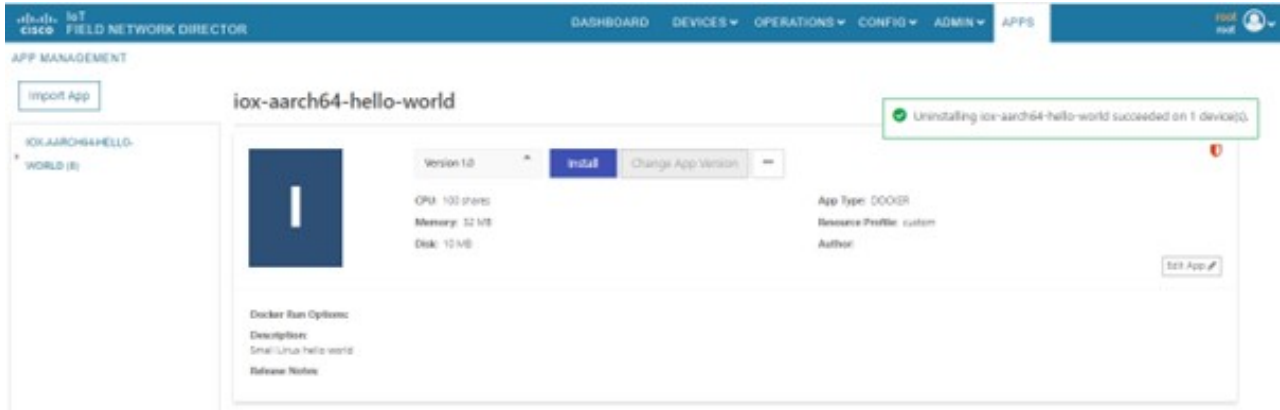 cisco IoT
FIELD NETWORK DIRECTOR
DASHBOARD DEVICES OPERATIONS CONFIG ADMIN APPS
root
root
APP MANAGEMENT
Import App
iox-aarch64-hello-world
Uninstalling iox-aarch64-hello-world succeeded on 1 device(s).
IOX-AARCH64-HELLO-
WORLD (8)
Version 1.0 Install Change App Version
I
CPU: 100 shares
Memory: 32 MB
Disk: 10 MB
App Type: DOCKER
Resource Profile: custom
Author:
Edit App
Docker Run Options:
Description:
Small Linux hello world
Release Notes: